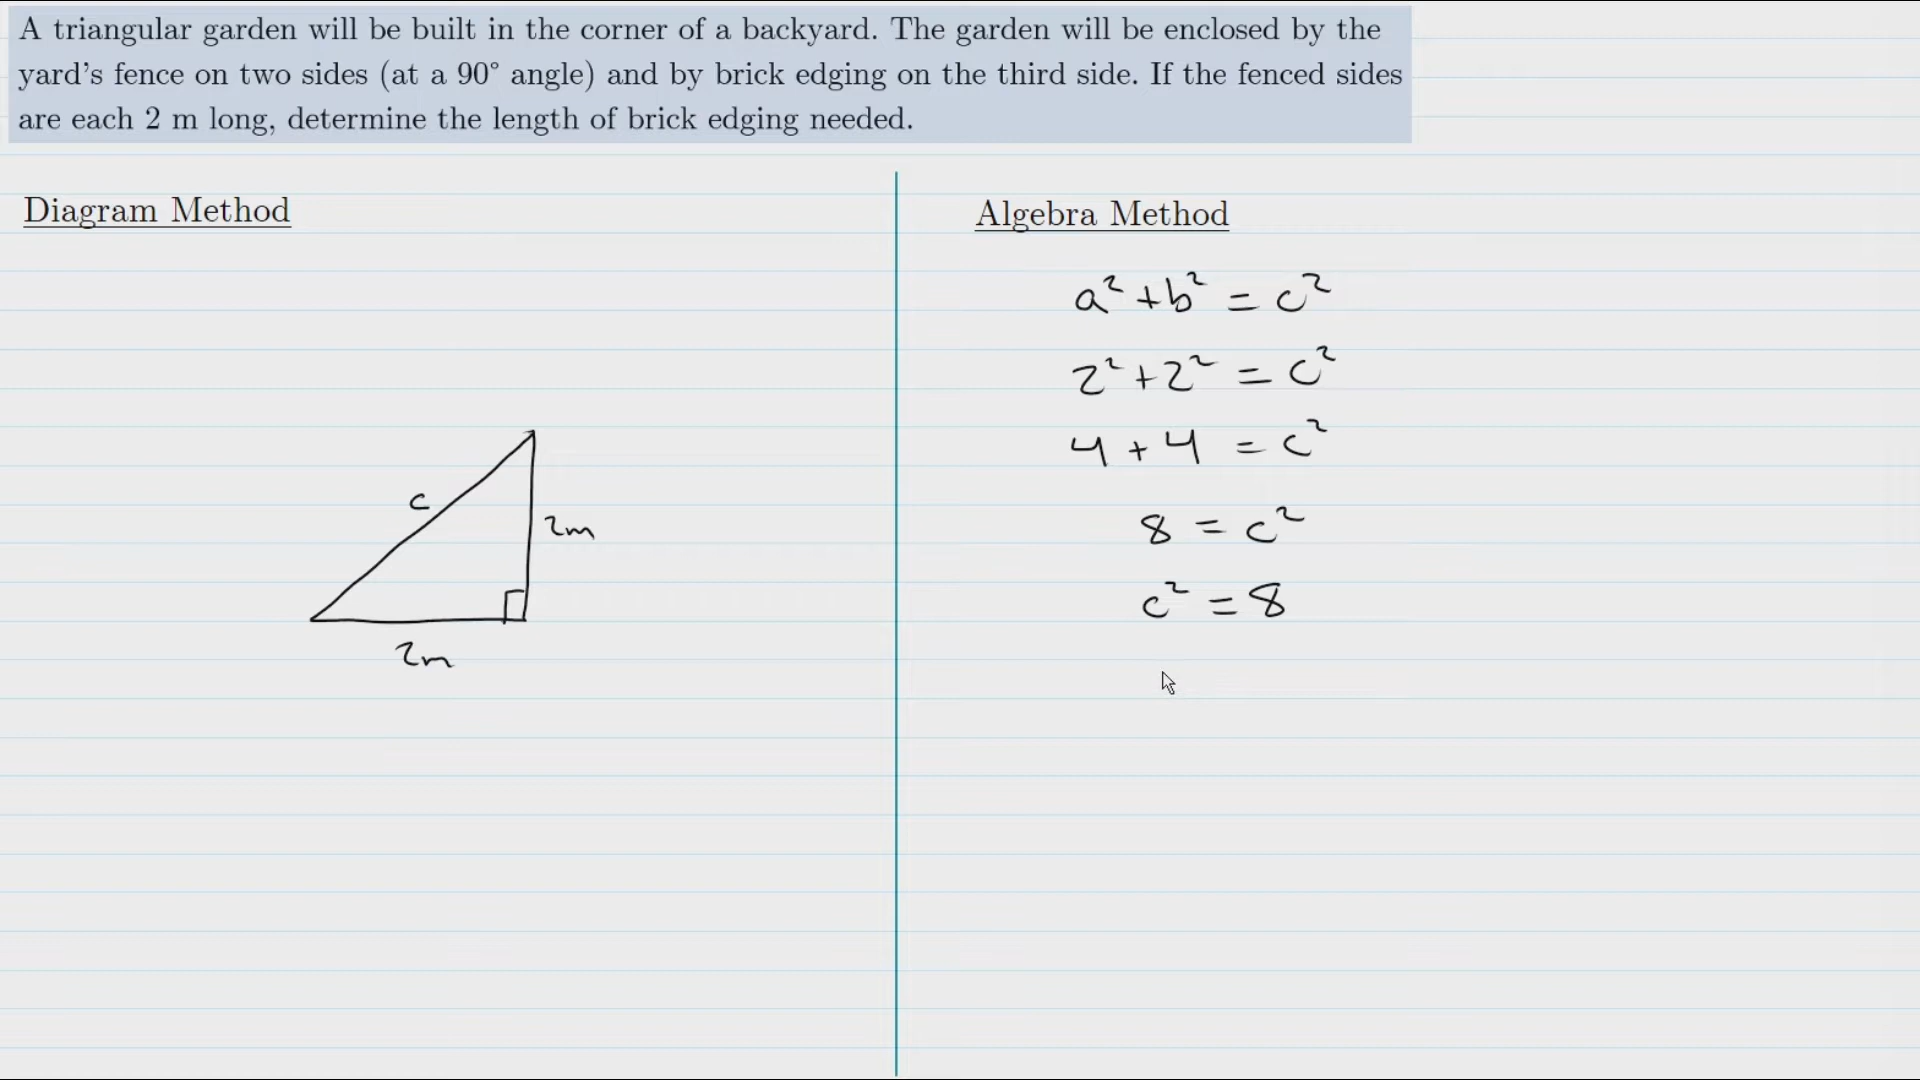 A triangular garden will be built in the corner of a backyard. The garden will be enclosed by the
yard's fence on two sides (at a 90° angle) and by brick edging on the third side. If the fenced sides
are each 2 m long, determine the length of brick edging needed.
Diagram Method
c
2m
2m
Algebra Method
a² + b² = c²
2² + 2² = c²
4 + 4 = c²
8 = c²
c² = 8